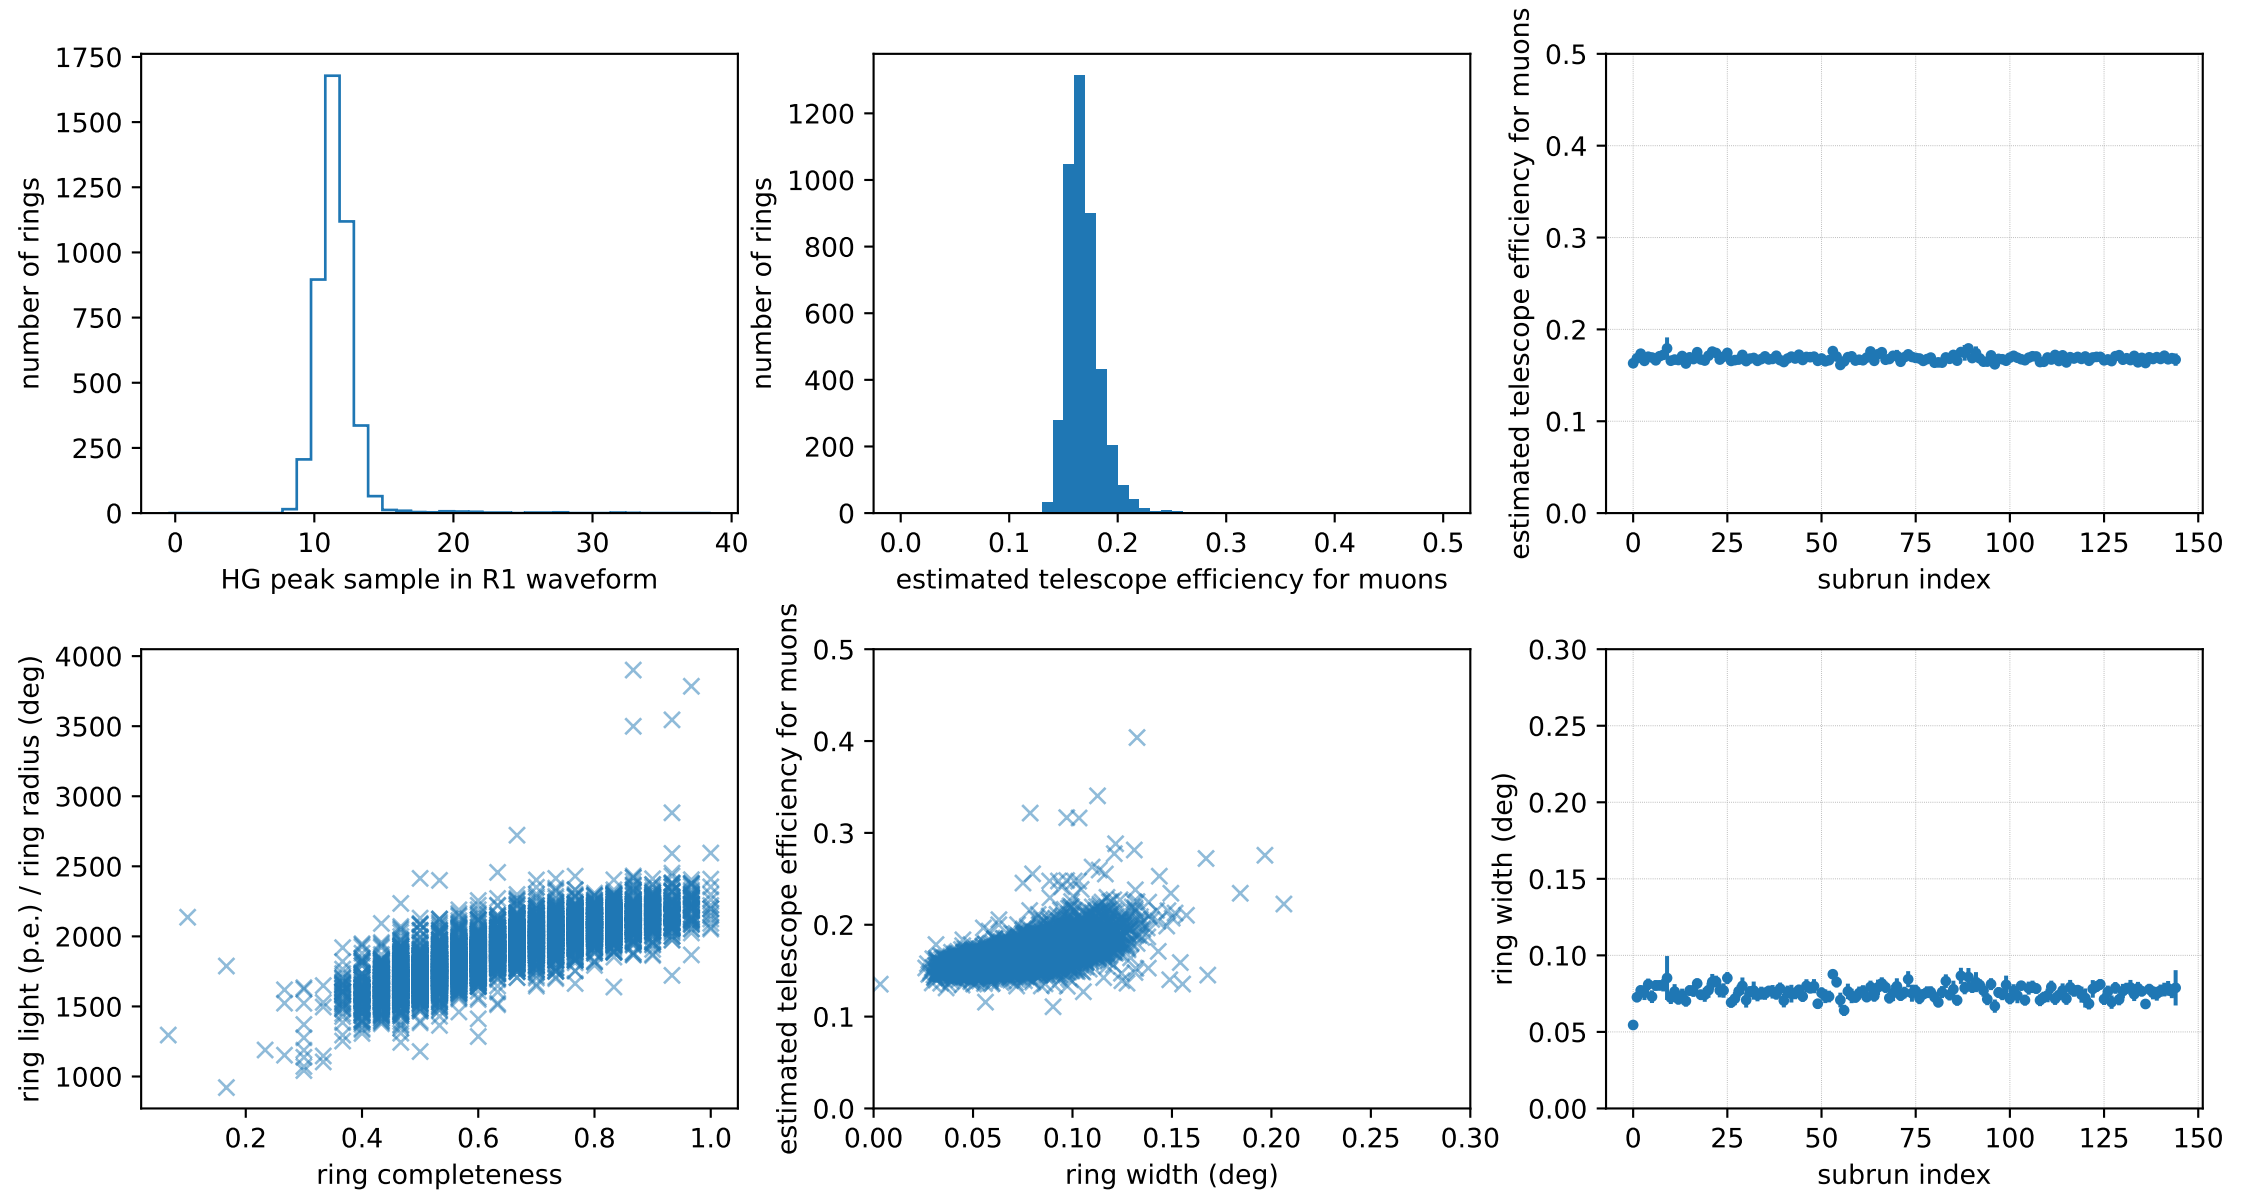 1750
1500
1250
1000
750
500
250
0
number of rings
0 10 20 30 40
HG peak sample in R1 waveform
1200
1000
800
600
400
200
0
number of rings
0.0 0.1 0.2 0.3 0.4 0.5
estimated telescope efficiency for muons
0.5
0.4
0.3
0.2
0.1
0.0
estimated telescope efficiency for muons
0 25 50 75 100 125 150
subrun index
4000
3500
3000
2500
2000
1500
1000
ring light (p.e.) / ring radius (deg)
0.2 0.4 0.6 0.8 1.0
ring completeness
0.5
0.4
0.3
0.2
0.1
0.0
estimated telescope efficiency for muons
0.00 0.05 0.10 0.15 0.20 0.25 0.30
ring width (deg)
0.30
0.25
0.20
0.15
0.10
0.05
0.00
ring width (deg)
0 25 50 75 100 125 150
subrun index